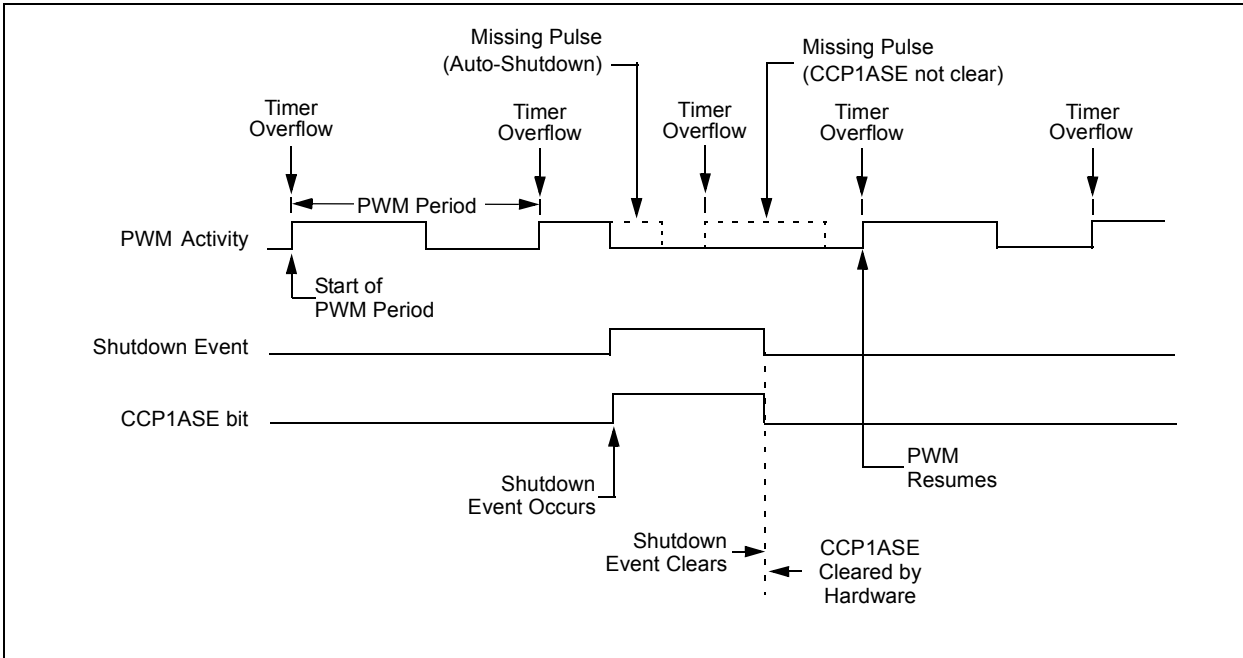 Missing Pulse
(Auto-Shutdown)
Missing Pulse
(CCP1ASE not clear)
Timer
Overflow
Timer
Overflow
Timer
Overflow
Timer
Overflow
Timer
Overflow
PWM Period
PWM Activity
Start of
PWM Period
Shutdown Event
CCP1ASE bit
Shutdown
Event Occurs
PWM
Resumes
Shutdown
Event Clears
CCP1ASE
Cleared by
Hardware